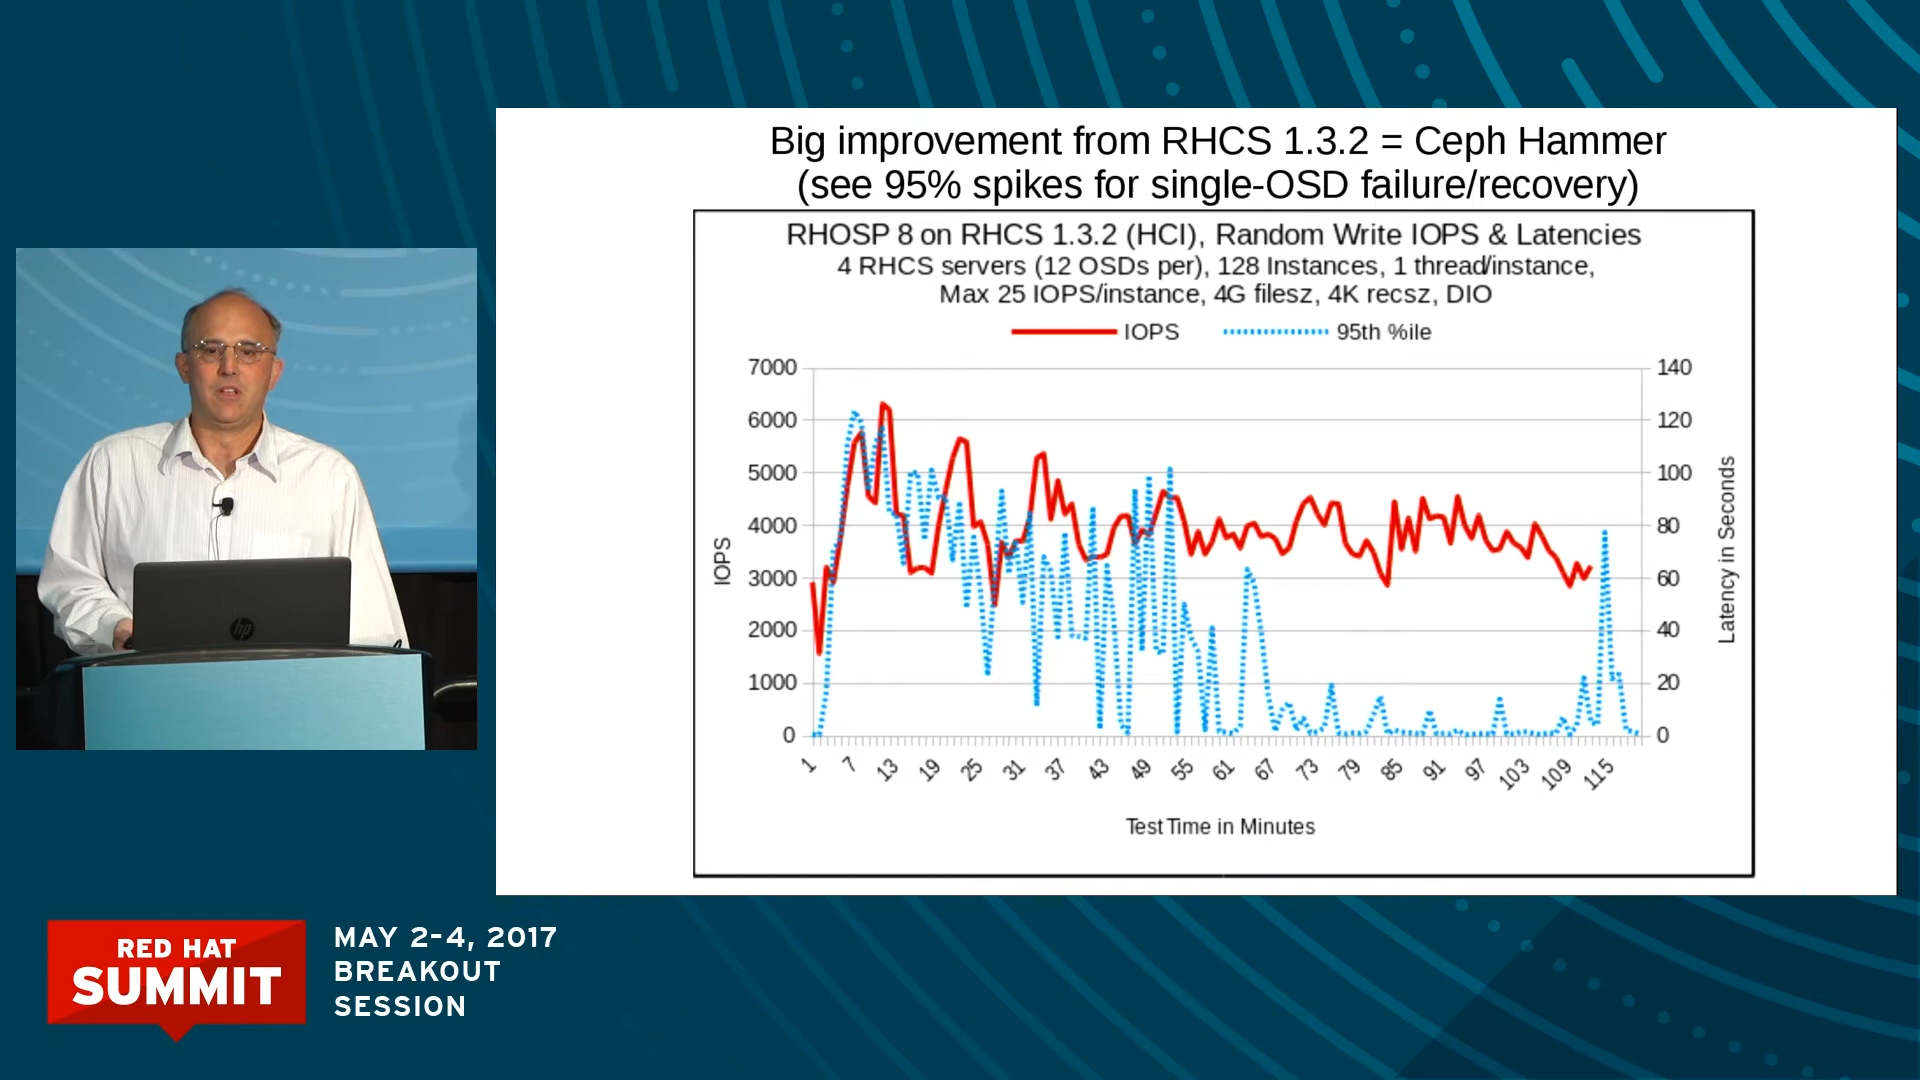 Big improvement from RHCS 1.3.2 = Ceph Hammer
(see 95% spikes for single-OSD failure/recovery)
RHOSP 8 on RHCS 1.3.2 (HCI), Random Write IOPS & Latencies
4 RHCS servers (12 OSDs per), 128 Instances, 1 thread/instance,
Max 25 IOPS/instance, 4G filesz, 4K recsz, DIO
IOPS 95th %ile
7000 140
6000 120
5000 100
4000 80
3000 60
2000 40
1000 20
0 0
IOPS
Latency in Seconds
1 7 13 19 25 31 37 43 49 55 61 67 73 79 85 91 97 103 109 115
Test Time in Minutes
hp
RED HAT
SUMMIT
MAY 2-4, 2017
BREAKOUT
SESSION